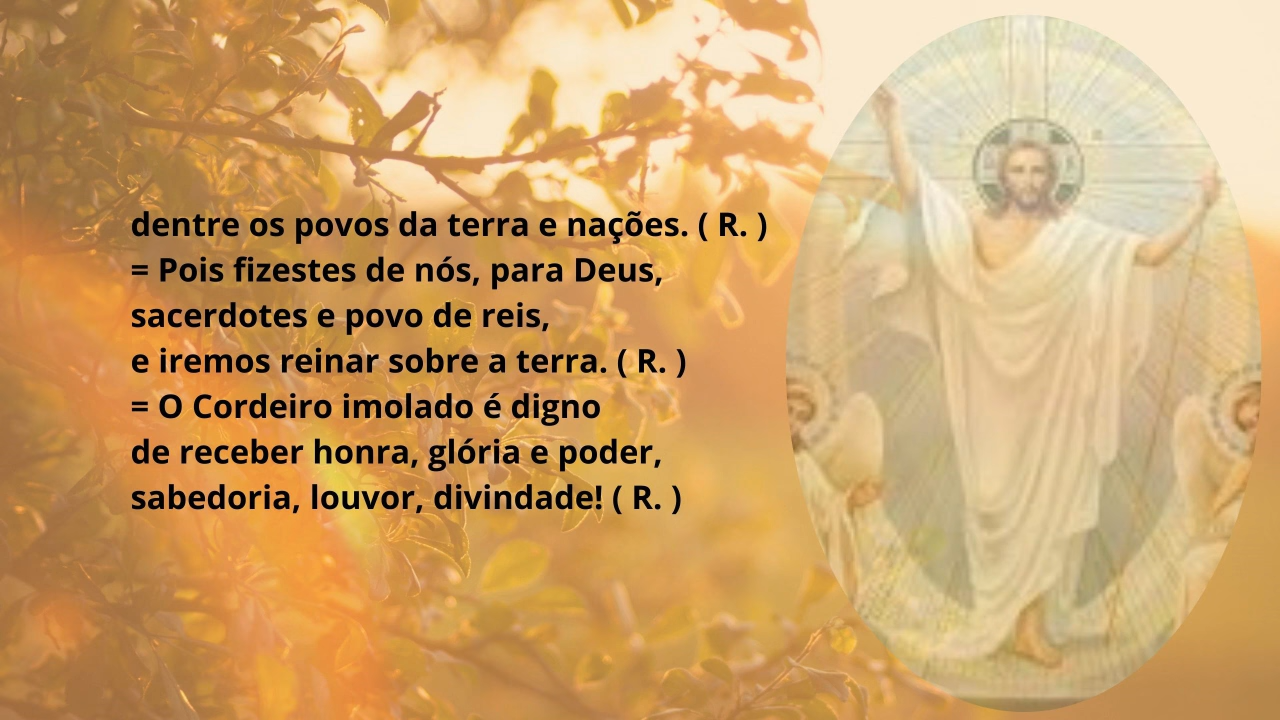 dentre os povos da terra e nações. ( R. )
= Pois fizestes de nós, para Deus,
sacerdotes e povo de reis,
e iremos reinar sobre a terra. ( R. )
= O Cordeiro imolado é digno
de receber honra, glória e poder,
sabedoria, louvor, divindade! ( R. )